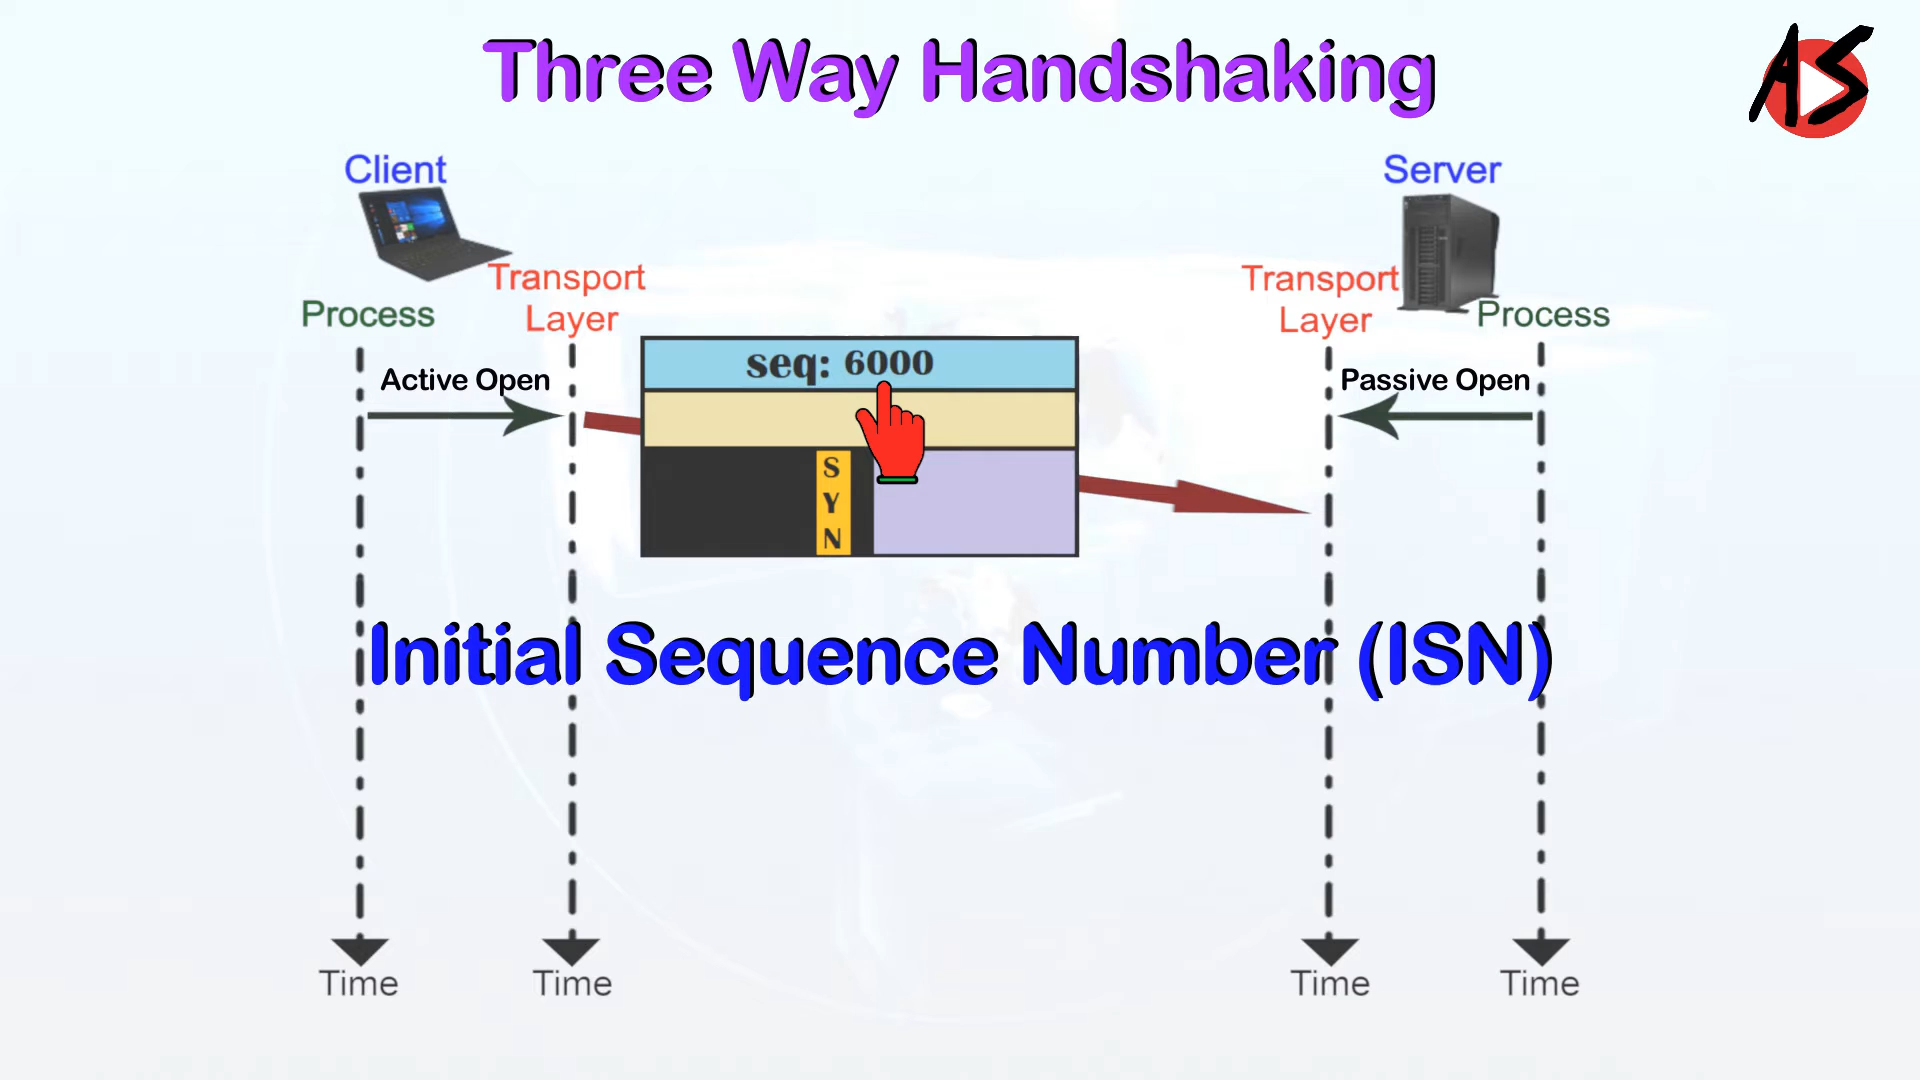 Three Way Handshaking
AS
Client
Server
Transport
Layer
Process
Transport
Layer
Process
Active Open
seq: 6000
Passive Open
S
Y
N
Initial Sequence Number (ISN)
Time
Time
Time
Time